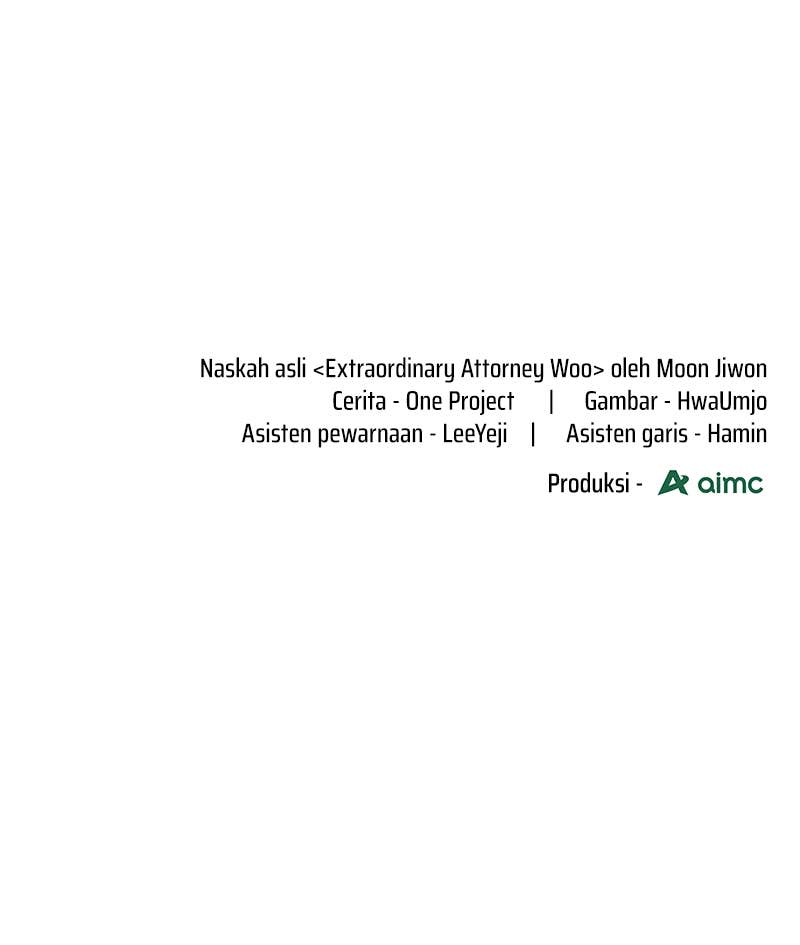 Naskah asli <Extraordinary Attorney Woo> oleh Moon Jiwon
Cerita - One Project | Gambar - HwaUmjo
Asisten pewarnaan - LeeYeji | Asisten garis - Hamin
Produksi - aimc